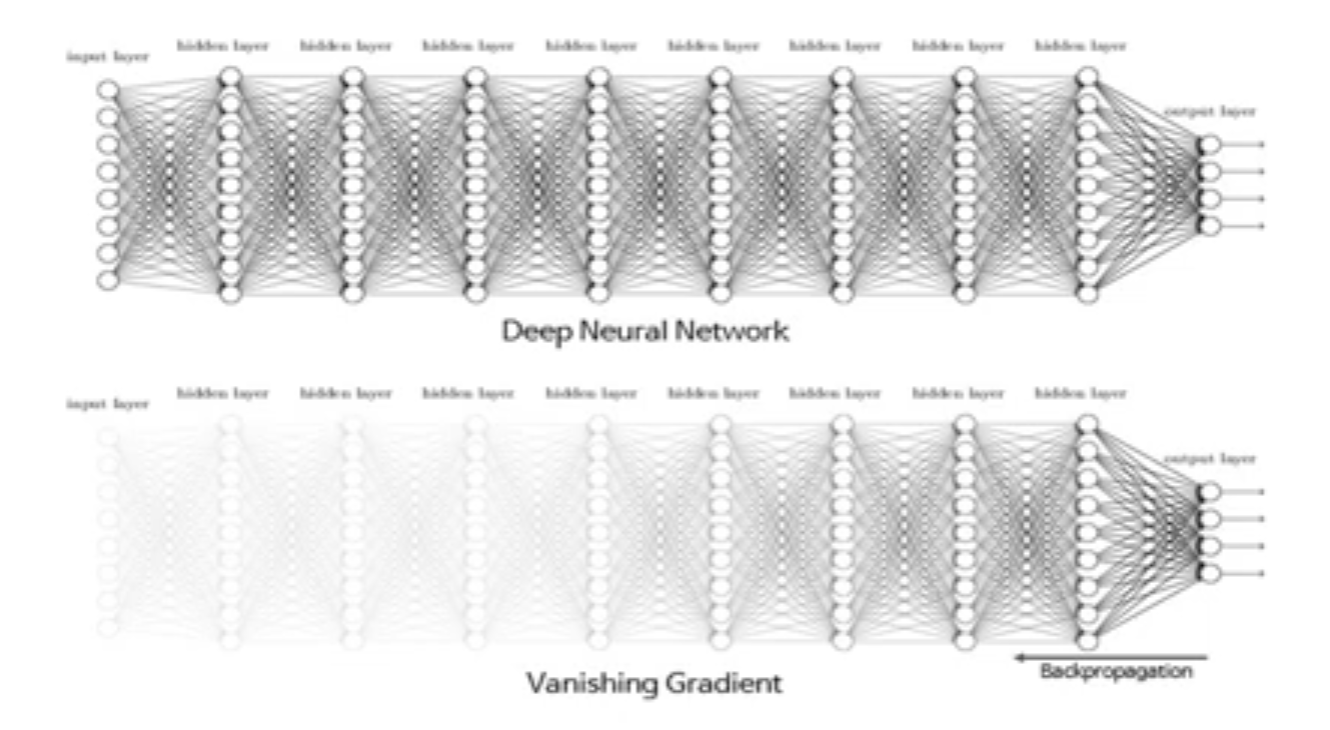 hidden layer hidden layer hidden layer hidden layer hidden layer hidden layer hidden layer hidden layer
input layer
output layer
Deep Neural Network
hidden layer hidden layer hidden layer hidden layer hidden layer hidden layer hidden layer hidden layer
input layer
output layer
Backpropagation
Vanishing Gradient